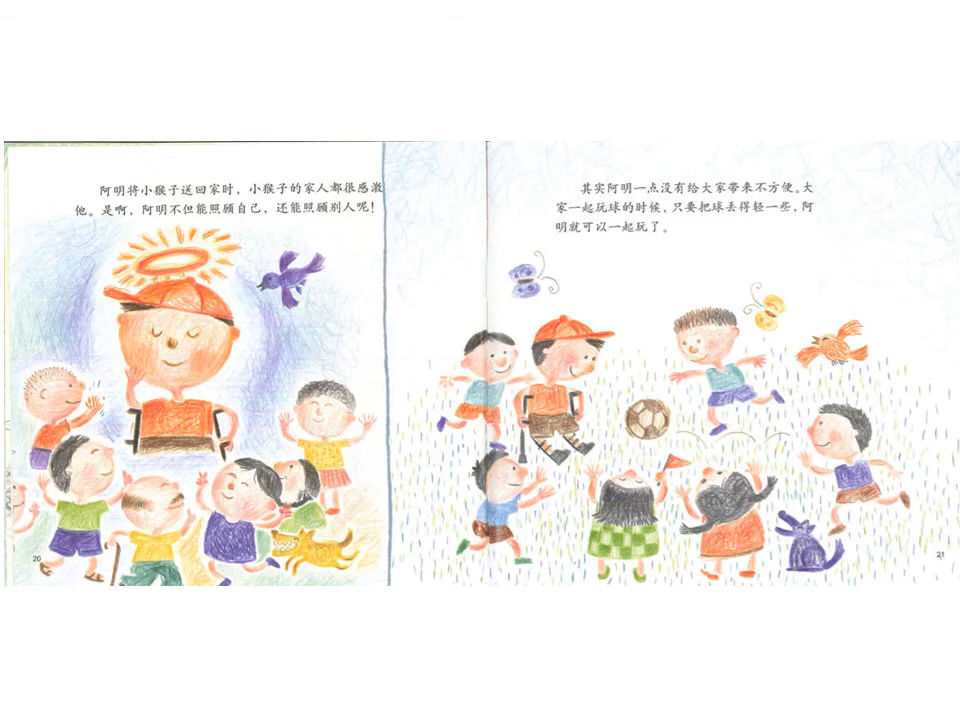 阿明将小猴子送回家时，小猴子的家人都很感激
他。是啊，阿明不但能照顾自己，还能照顾别人呢！
其实阿明一点没有给大家带来不方便。大
家一起玩球的时候，只要把球丢得轻一些，阿
明就可以一起玩了。
20
21